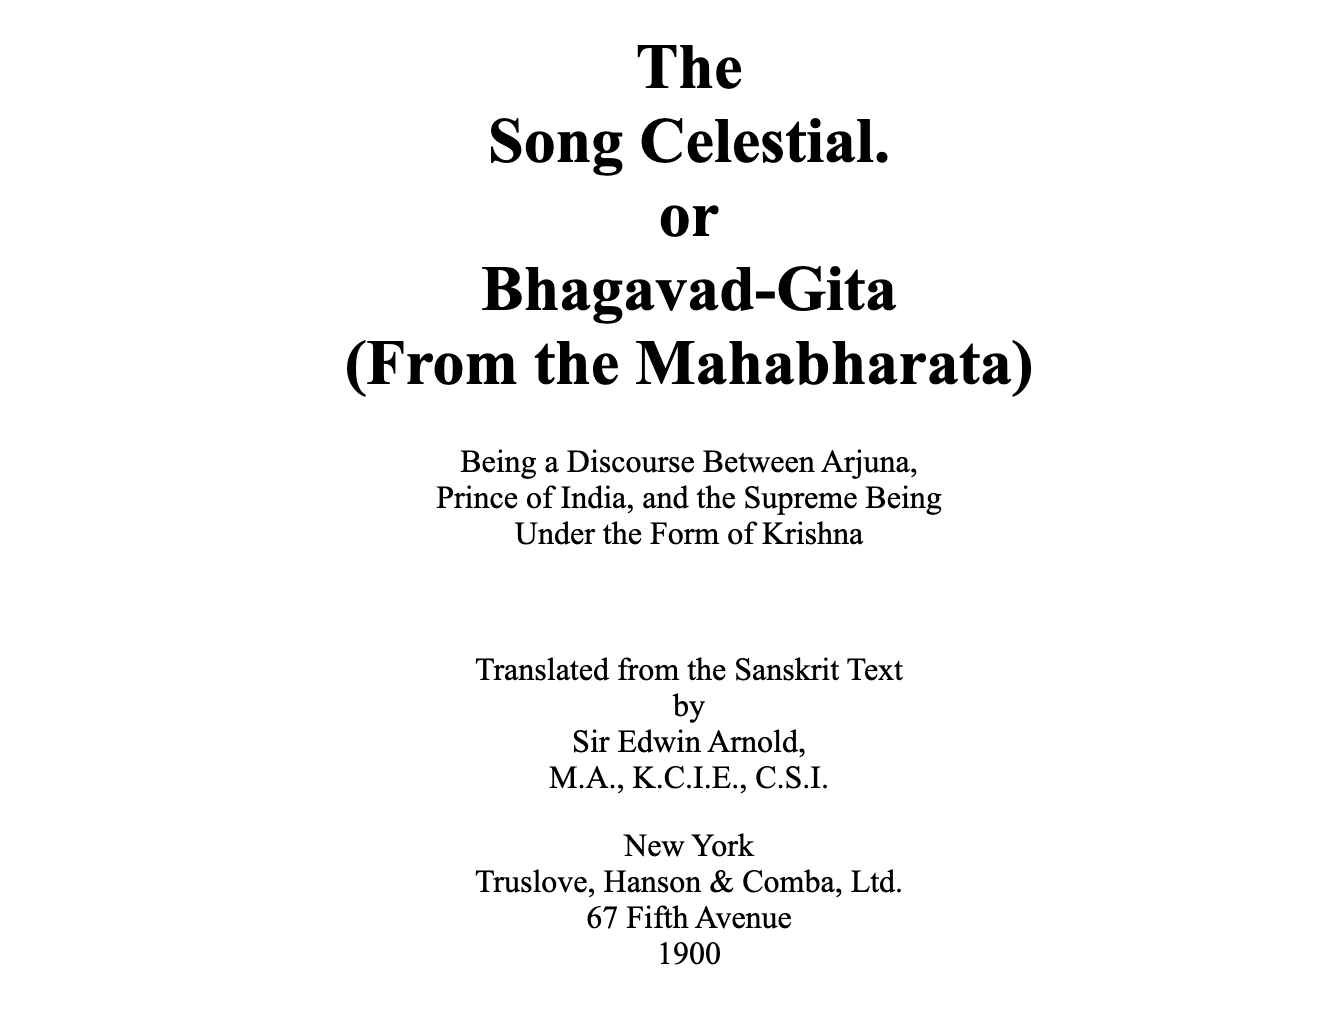 The
Song Celestial.
or
Bhagavad-Gita
(From the Mahabharata)
Being a Discourse Between Arjuna,
Prince of India, and the Supreme Being
Under the Form of Krishna
Translated from the Sanskrit Text
by
Sir Edwin Arnold,
M.A., K.C.I.E., C.S.I.
New York
Truslove, Hanson & Comba, Ltd.
67 Fifth Avenue
1900